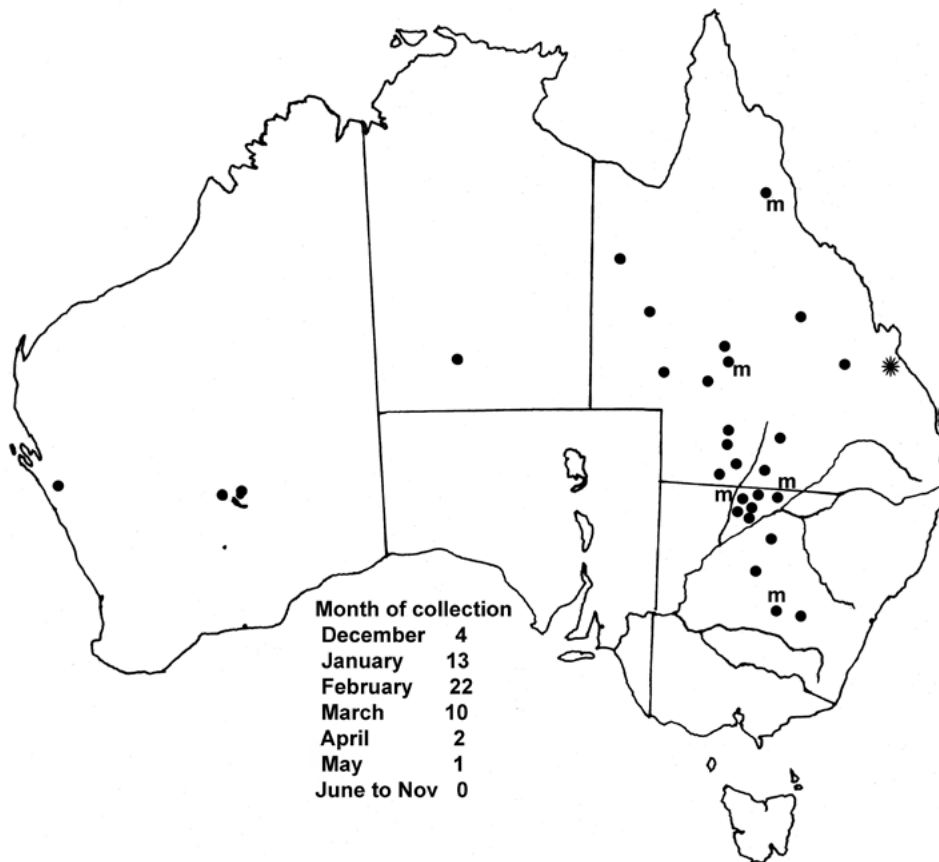 m
m
m
m
m
Month of collection
December 4
January 13
February 22
March 10
April 2
May 1
June to Nov 0